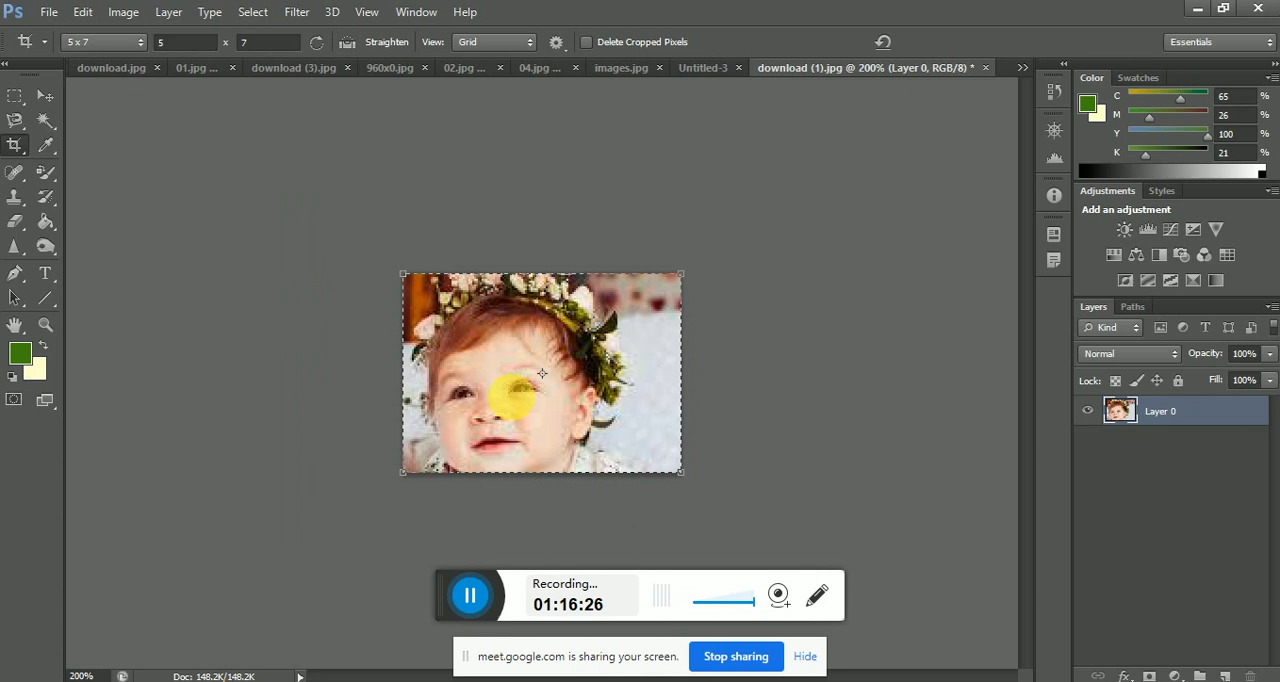 Ps File Edit Image Layer Type Select Filter 3D View Window Help
5 x 7 5 x 7 Straighten View: Grid Delete Cropped Pixels Essentials
download.jpg 01.jpg ... download (3).jpg 960x0.jpg 02.jpg ... 04.jpg ... images.jpg Untitled-3 download (1).jpg @ 200% (Layer 0, RGB/8) *
Color Swatches
C 65 %
M 26 %
Y 100 %
K 21 %
Adjustments Styles
Add an adjustment
Layers Paths
Kind
Normal Opacity: 100%
Lock: Fill: 100%
Layer 0
Recording...
01:16:26
meet.google.com is sharing your screen. Stop sharing Hide
200% Doc: 148.2K/148.2K